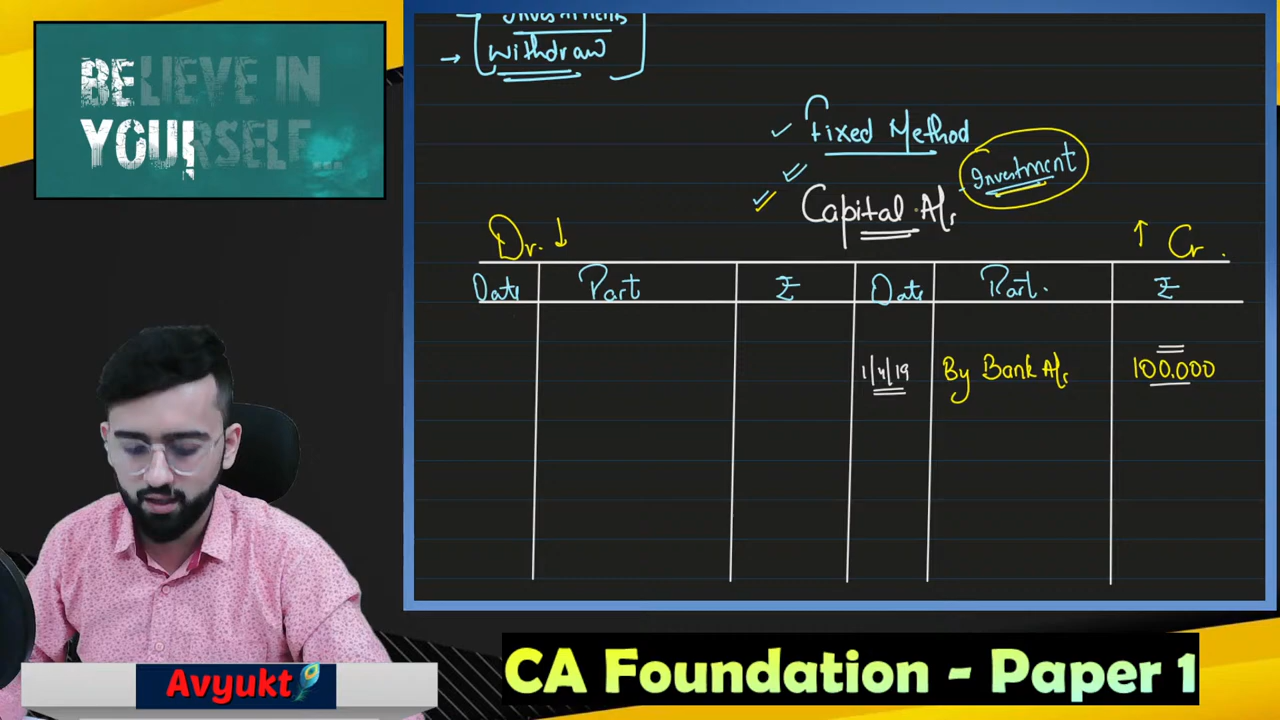 BELIEVE IN
YOURSELF...
Investments
→ Withdraw
Fixed Method
Investment
Capital A/c
Dr. ↓
↑ Cr.
Date Part ₹ Date Part. ₹
1/4/19 By Bank A/c 100,000
Avyukt
CA Foundation - Paper 1